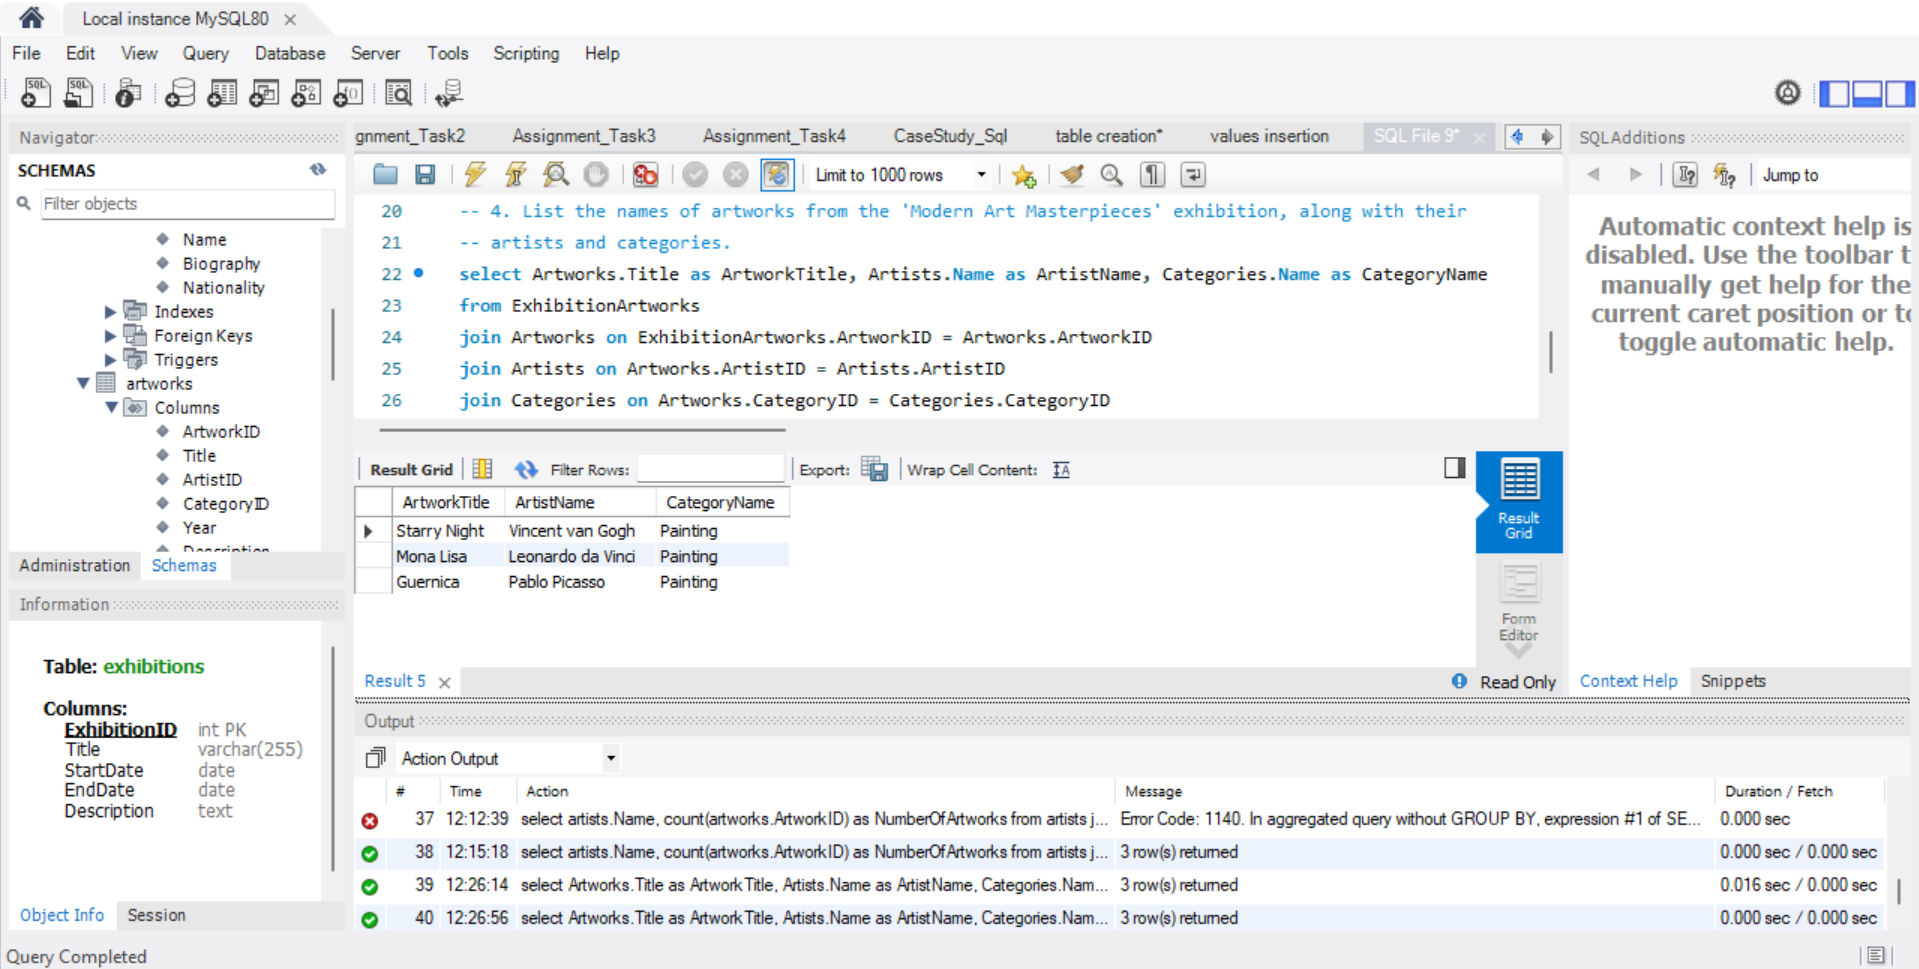 Local instance MySQL80
File Edit View Query Database Server Tools Scripting Help
Navigator
SCHEMAS
Filter objects
Name
Biography
Nationality
Indexes
Foreign Keys
Triggers
artworks
Columns
ArtworkID
Title
ArtistID
CategoryID
Year
Description
Administration Schemas
Information
Table: exhibitions
Columns:
ExhibitionID int PK
Title varchar(255)
StartDate date
EndDate date
Description text
Object Info Session
Query Completed
gnment_Task2 Assignment_Task3 Assignment_Task4 CaseStudy_Sql table creation* values insertion SQL File 9*
Limit to 1000 rows
20 -- 4. List the names of artworks from the 'Modern Art Masterpieces' exhibition, along with their
21 -- artists and categories.
22 select Artworks.Title as ArtworkTitle, Artists.Name as ArtistName, Categories.Name as CategoryName
23 from ExhibitionArtworks
24 join Artworks on ExhibitionArtworks.ArtworkID = Artworks.ArtworkID
25 join Artists on Artworks.ArtistID = Artists.ArtistID
26 join Categories on Artworks.CategoryID = Categories.CategoryID
Result Grid Filter Rows: Export: Wrap Cell Content:
ArtworkTitle ArtistName CategoryName
Starry Night Vincent van Gogh Painting
Mona Lisa Leonardo da Vinci Painting
Guernica Pablo Picasso Painting
Result
Grid
Form
Editor
Result 5 Read Only
SQLAdditions
Jump to
Automatic context help is
disabled. Use the toolbar t
manually get help for the
current caret position or to
toggle automatic help.
Context Help Snippets
Output
Action Output
# Time Action Message Duration / Fetch
37 12:12:39 select artists.Name, count(artworks.ArtworkID) as NumberOfArtworks from artists j... Error Code: 1140. In aggregated query without GROUP BY, expression #1 of SE... 0.000 sec
38 12:15:18 select artists.Name, count(artworks.ArtworkID) as NumberOfArtworks from artists j... 3 row(s) returned 0.000 sec / 0.000 sec
39 12:26:14 select Artworks.Title as ArtworkTitle, Artists.Name as ArtistName, Categories.Nam... 3 row(s) returned 0.016 sec / 0.000 sec
40 12:26:56 select Artworks.Title as ArtworkTitle, Artists.Name as ArtistName, Categories.Nam... 3 row(s) returned 0.000 sec / 0.000 sec